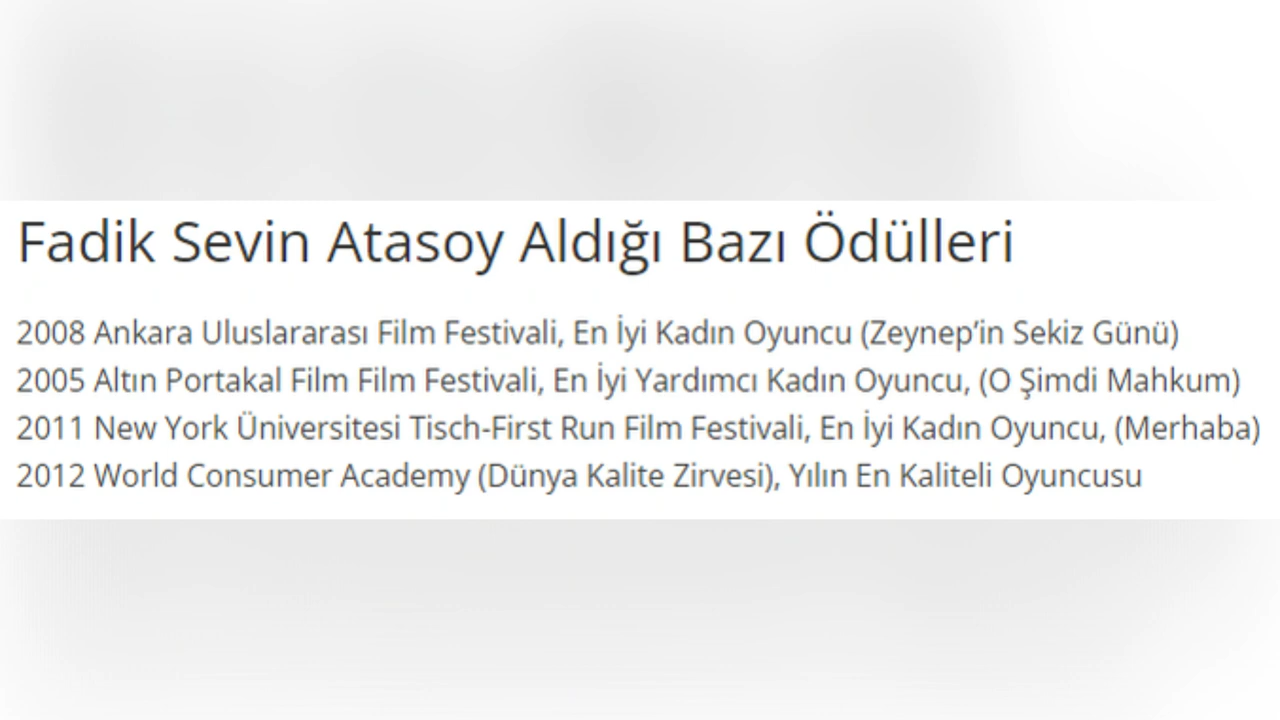 Fadik Sevin Atasoy Aldığı Bazı Ödülleri
2008 Ankara Uluslararası Film Festivali, En İyi Kadın Oyuncu (Zeynep’in Sekiz Günü)
2005 Altın Portakal Film Film Festivali, En İyi Yardımcı Kadın Oyuncu, (O Şimdi Mahkum)
2011 New York Üniversitesi Tisch-First Run Film Festivali, En İyi Kadın Oyuncu, (Merhaba)
2012 World Consumer Academy (Dünya Kalite Zirvesi), Yılın En Kaliteli Oyuncusu